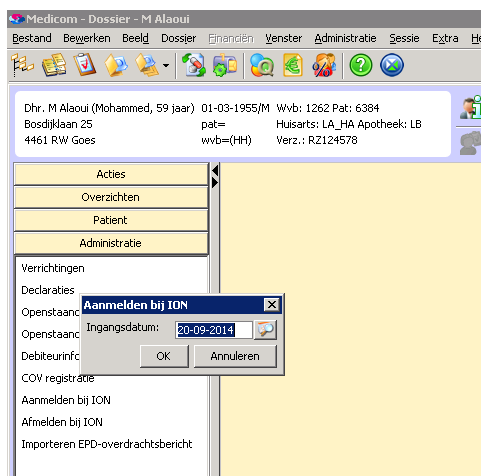 Medicom - Dossier - M Alaoui
Bestand Bewerken Beeld Dossier Financiën Venster Administratie Sessie Extra
Dhr. M Alaoui (Mohammed, 59 jaar) 01-03-1955/M Wvb: 1262 Pat: 6384
Bosdijklaan 25 pat= Huisarts: LA_HA Apotheek: LB
4461 RW Goes wvb=(HH) Verz.: RZ124578
Acties
Overzichten
Patient
Administratie
Verrichtingen
Declaraties
Openstaand
Openstaand
Debiteurinfo
COV registratie
Aanmelden bij ION
Afmelden bij ION
Importeren EPD-overdrachtsbericht
Aanmelden bij ION
Ingangsdatum: 20-09-2014
OK Annuleren